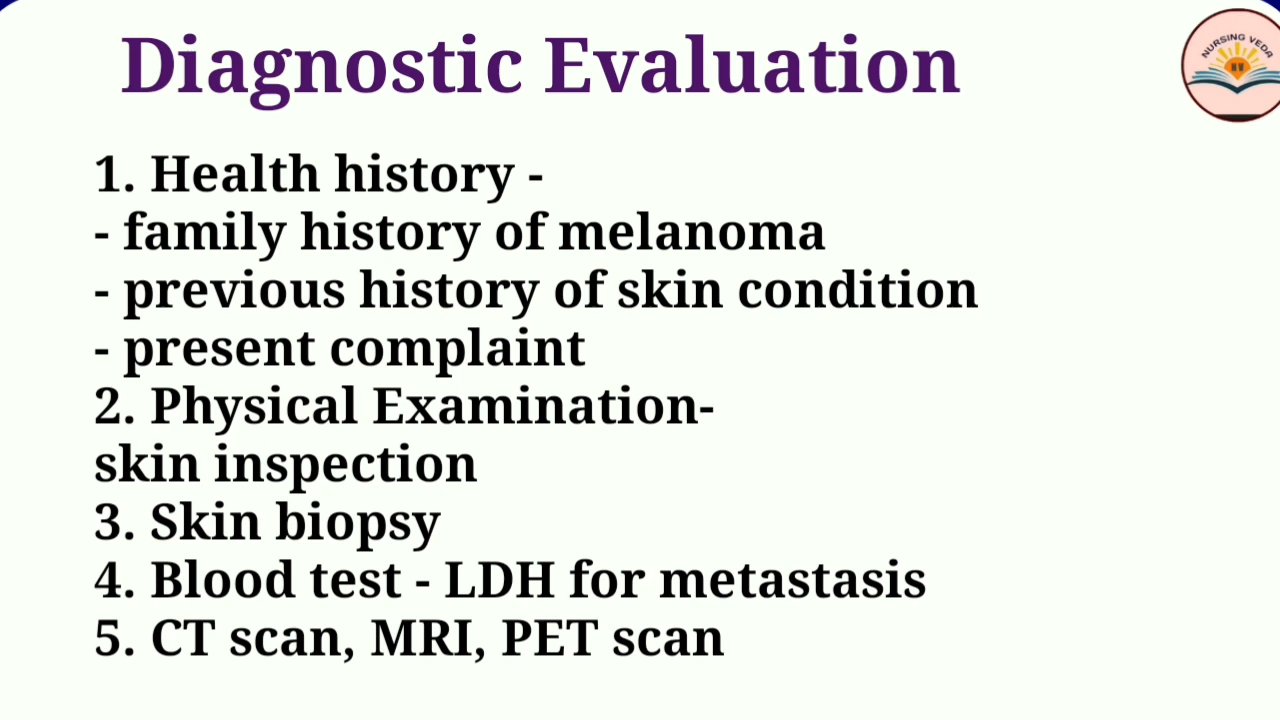 Diagnostic Evaluation
NURSING VEDA
1. Health history -
- family history of melanoma
- previous history of skin condition
- present complaint
2. Physical Examination-
skin inspection
3. Skin biopsy
4. Blood test - LDH for metastasis
5. CT scan, MRI, PET scan